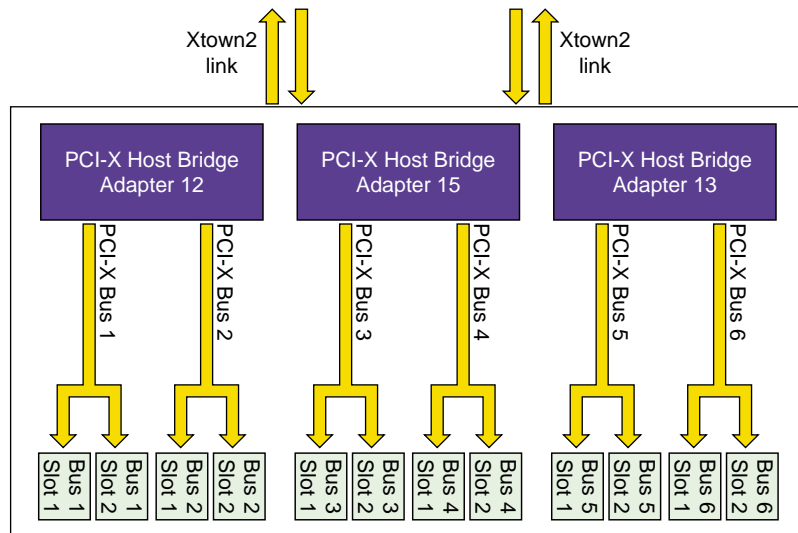 Xtown2
link
Xtown2
link
PCI-X Host Bridge
Adapter 12
PCI-X Host Bridge
Adapter 15
PCI-X Host Bridge
Adapter 13
PCI-X Bus 1
PCI-X Bus 2
PCI-X Bus 3
PCI-X Bus 4
PCI-X Bus 5
PCI-X Bus 6
Bus 1
Slot 1
Bus 1
Slot 2
Bus 2
Slot 1
Bus 2
Slot 2
Bus 3
Slot 1
Bus 3
Slot 2
Bus 4
Slot 1
Bus 4
Slot 2
Bus 5
Slot 1
Bus 5
Slot 2
Bus 6
Slot 1
Bus 6
Slot 2